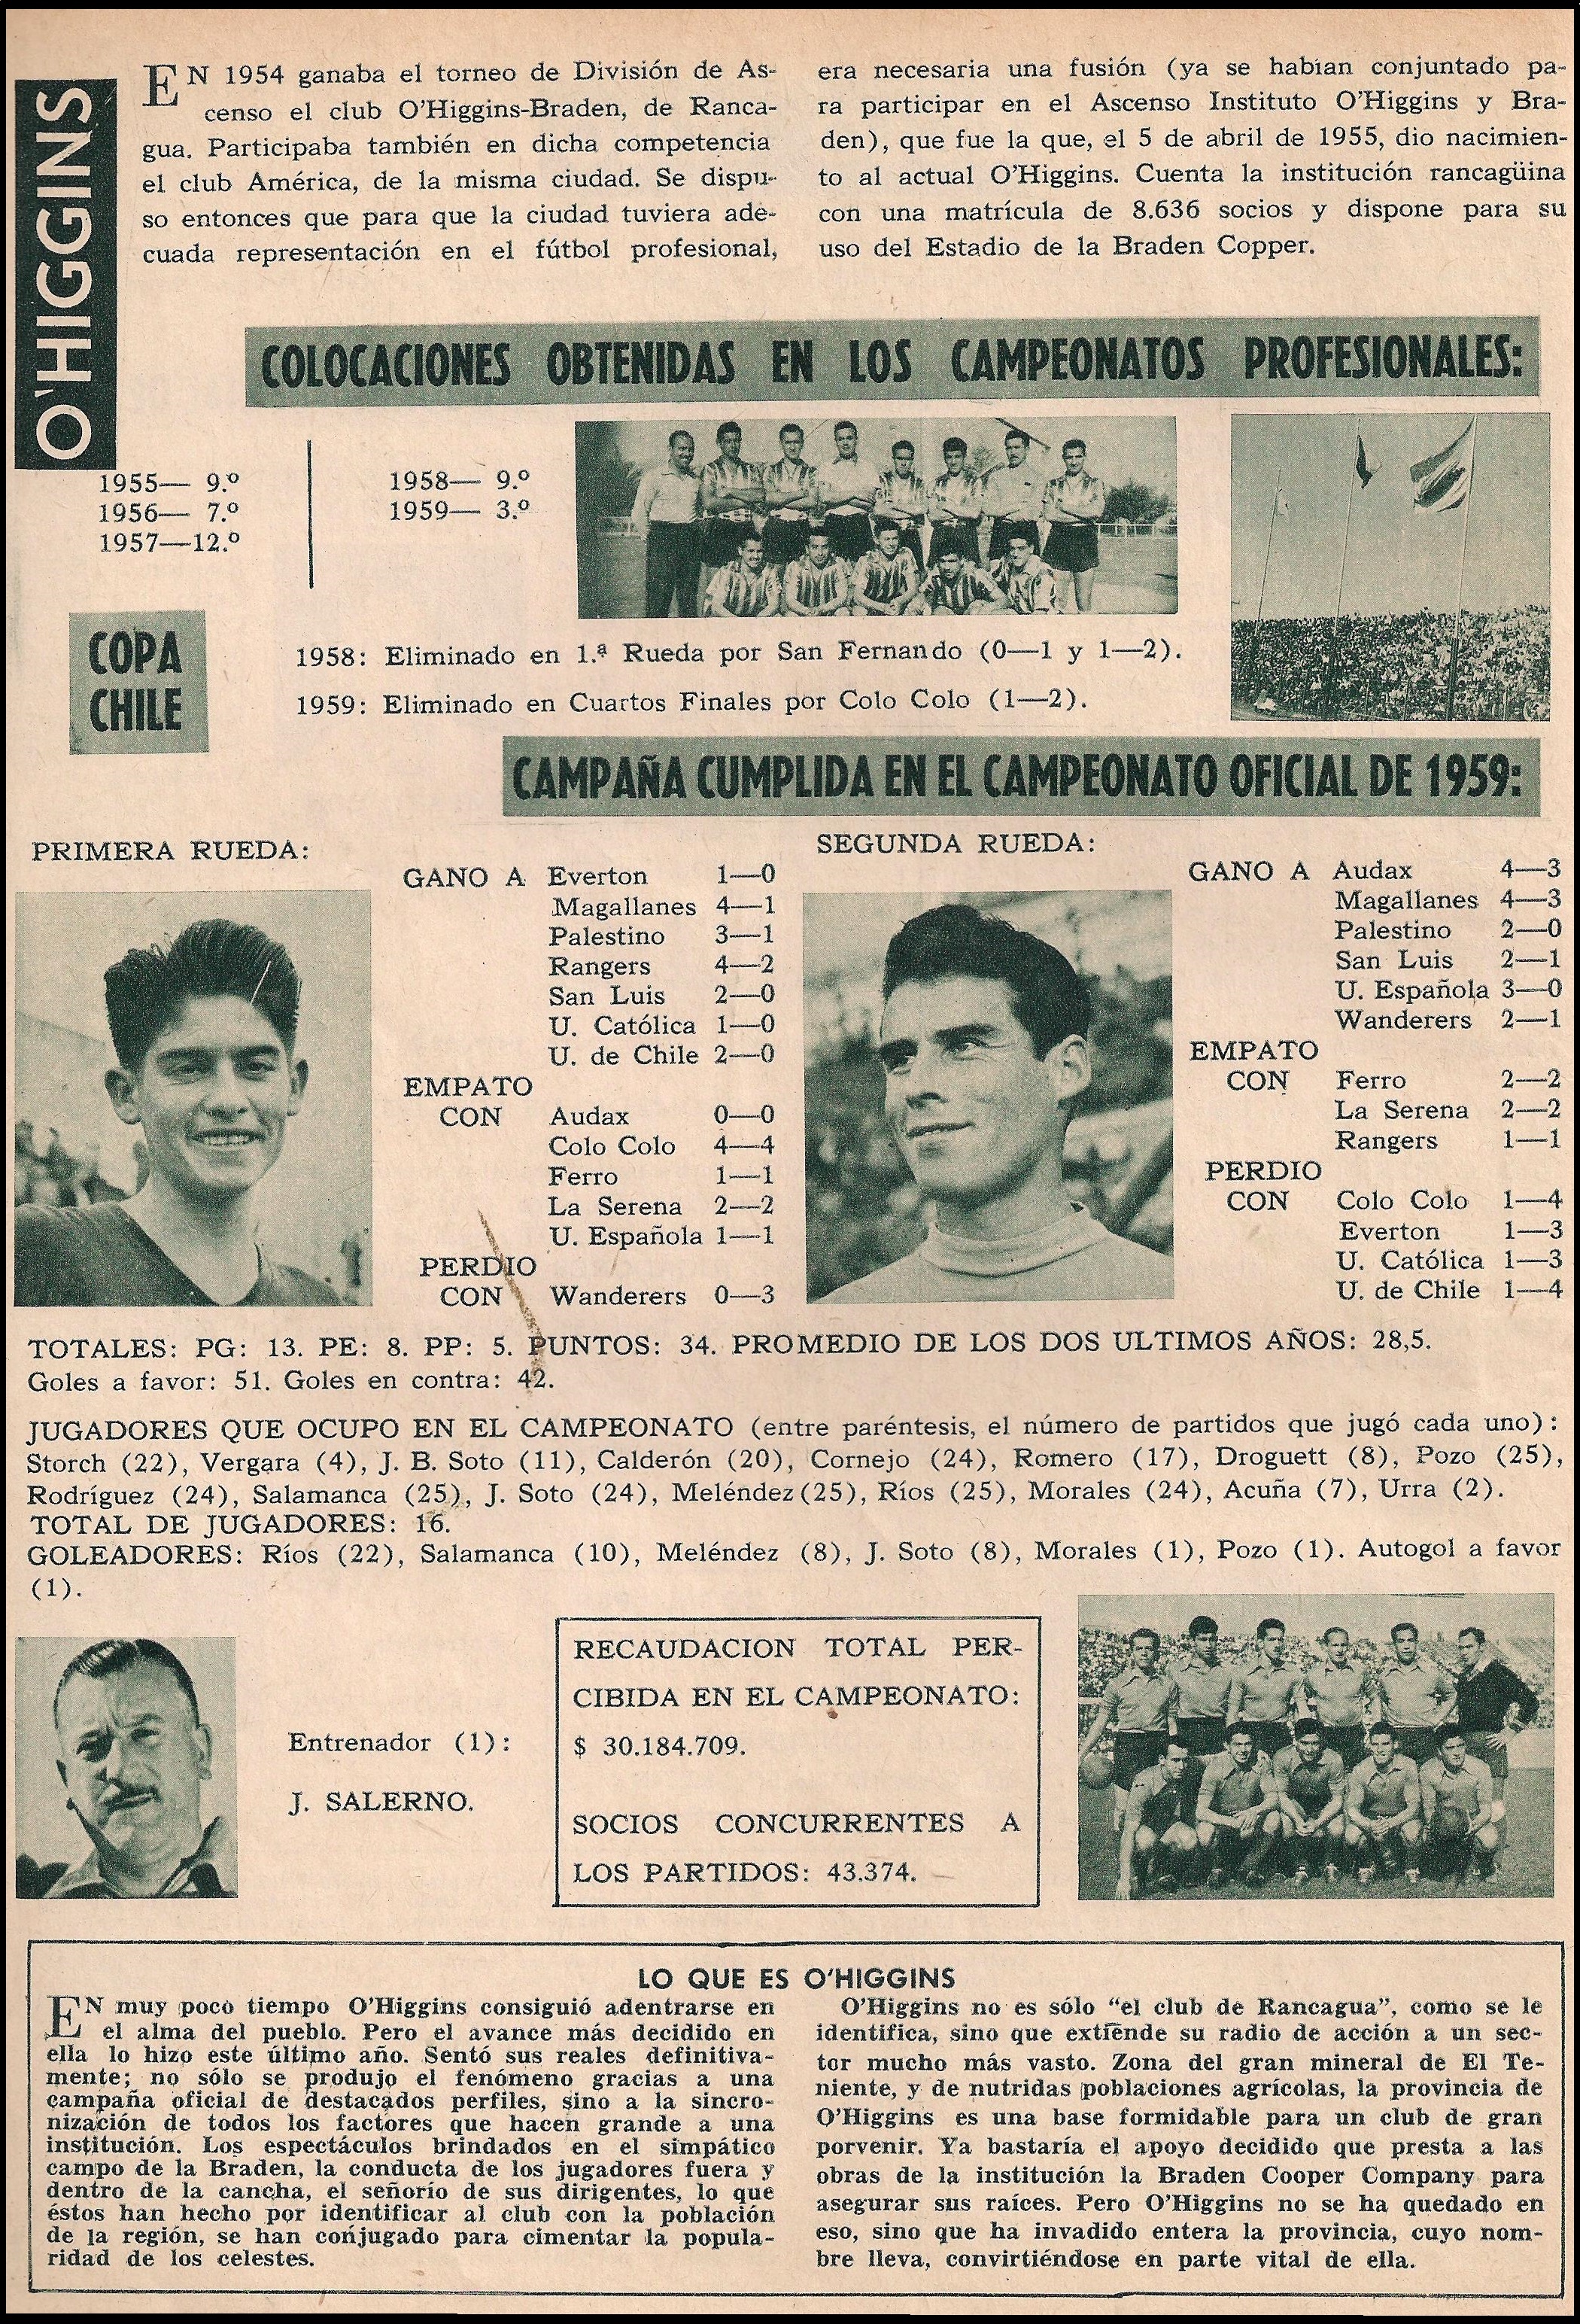 O'HIGGINS
EN 1954 ganaba el torneo de División de As-
censo el club O'Higgins-Braden, de Ranca-
gua. Participaba también en dicha competencia
el club América, de la misma ciudad. Se dispu-
so entonces que para que la ciudad tuviera ade-
cuada representación en el fútbol profesional,
era necesaria una fusión (ya se habían conjuntado pa-
ra participar en el Ascenso Instituto O'Higgins y Bra-
den), que fue la que, el 5 de abril de 1955, dio nacimien-
to al actual O'Higgins. Cuenta la institución rancagüina
con una matrícula de 8.636 socios y dispone para su
uso del Estadio de la Braden Copper.
COLOCACIONES OBTENIDAS EN LOS CAMPEONATOS PROFESIONALES:
1955— 9.º
1956— 7.º
1957—12.º
1958— 9.º
1959— 3.º
COPA
CHILE
1958: Eliminado en 1.ª Rueda por San Fernando (0—1 y 1—2).
1959: Eliminado en Cuartos Finales por Colo Colo (1—2).
CAMPAÑA CUMPLIDA EN EL CAMPEONATO OFICIAL DE 1959:
PRIMERA RUEDA:
GANO A Everton 1—0
Magallanes 4—1
Palestino 3—1
Rangers 4—2
San Luis 2—0
U. Católica 1—0
U. de Chile 2—0
EMPATO
CON Audax 0—0
Colo Colo 4—4
Ferro 1—1
La Serena 2—2
U. Española 1—1
PERDIO
CON Wanderers 0—3
SEGUNDA RUEDA:
GANO A Audax 4—3
Magallanes 4—3
Palestino 2—0
San Luis 2—1
U. Española 3—0
Wanderers 2—1
EMPATO
CON Ferro 2—2
La Serena 2—2
Rangers 1—1
PERDIO
CON Colo Colo 1—4
Everton 1—3
U. Católica 1—3
U. de Chile 1—4
TOTALES: PG: 13. PE: 8. PP: 5. PUNTOS: 34. PROMEDIO DE LOS DOS ULTIMOS AÑOS: 28,5.
Goles a favor: 51. Goles en contra: 42.
JUGADORES QUE OCUPO EN EL CAMPEONATO (entre paréntesis, el número de partidos que jugó cada uno):
Storch (22), Vergara (4), J. B. Soto (11), Calderón (20), Cornejo (24), Romero (17), Droguett (8), Pozo (25),
Rodríguez (24), Salamanca (25), J. Soto (24), Meléndez (25), Ríos (25), Morales (24), Acuña (7), Urra (2).
TOTAL DE JUGADORES: 16.
GOLEADORES: Ríos (22), Salamanca (10), Meléndez (8), J. Soto (8), Morales (1), Pozo (1). Autogol a favor
(1).
Entrenador (1):
J. SALERNO.
RECAUDACION TOTAL PER-
CIBIDA EN EL CAMPEONATO:
$ 30.184.709.
SOCIOS CONCURRENTES A
LOS PARTIDOS: 43.374.
LO QUE ES O'HIGGINS
EN muy poco tiempo O'Higgins consiguió adentrarse en
el alma del pueblo. Pero el avance más decidido en
ella lo hizo este último año. Sentó sus reales definitiva-
mente; no sólo se produjo el fenómeno gracias a una
campaña oficial de destacados perfiles, sino a la sincro-
nización de todos los factores que hacen grande a una
institución. Los espectáculos brindados en el simpático
campo de la Braden, la conducta de los jugadores fuera y
dentro de la cancha, el señorío de sus dirigentes, lo que
éstos han hecho por identificar al club con la población
de la región, se han conjugado para cimentar la popula-
ridad de los celestes.
O'Higgins no es sólo "el club de Rancagua", como se le
identifica, sino que extiende su radio de acción a un sec-
tor mucho más vasto. Zona del gran mineral de El Te-
niente, y de nutridas poblaciones agrícolas, la provincia de
O'Higgins es una base formidable para un club de gran
porvenir. Ya bastaría el apoyo decidido que presta a las
obras de la institución la Braden Cooper Company para
asegurar sus raíces. Pero O'Higgins no se ha quedado en
eso, sino que ha invadido entera la provincia, cuyo nom-
bre lleva, convirtiéndose en parte vital de ella.